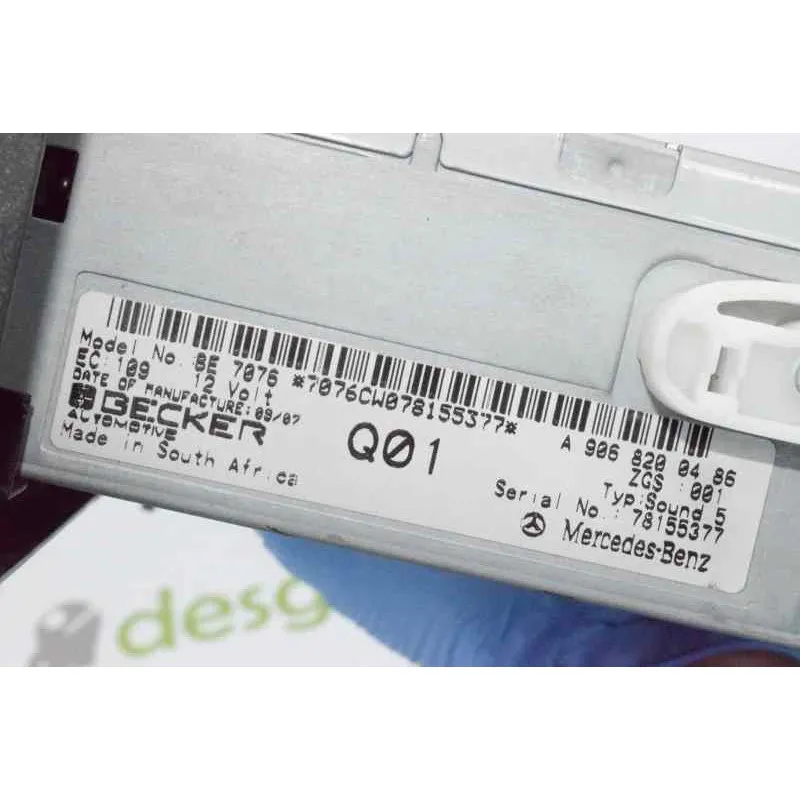 Model No: BE 7076
EC: 109 12 Volt
DATE OF MANUFACTURE: 09/07
BECKER
AUTOMOTIVE
Made in South Africa
*7076CW078155377*
Q01
A 906 820 04 86
ZGS : 001
Typ: Sound 5
Serial No.: 78155377
Mercedes-Benz
desg